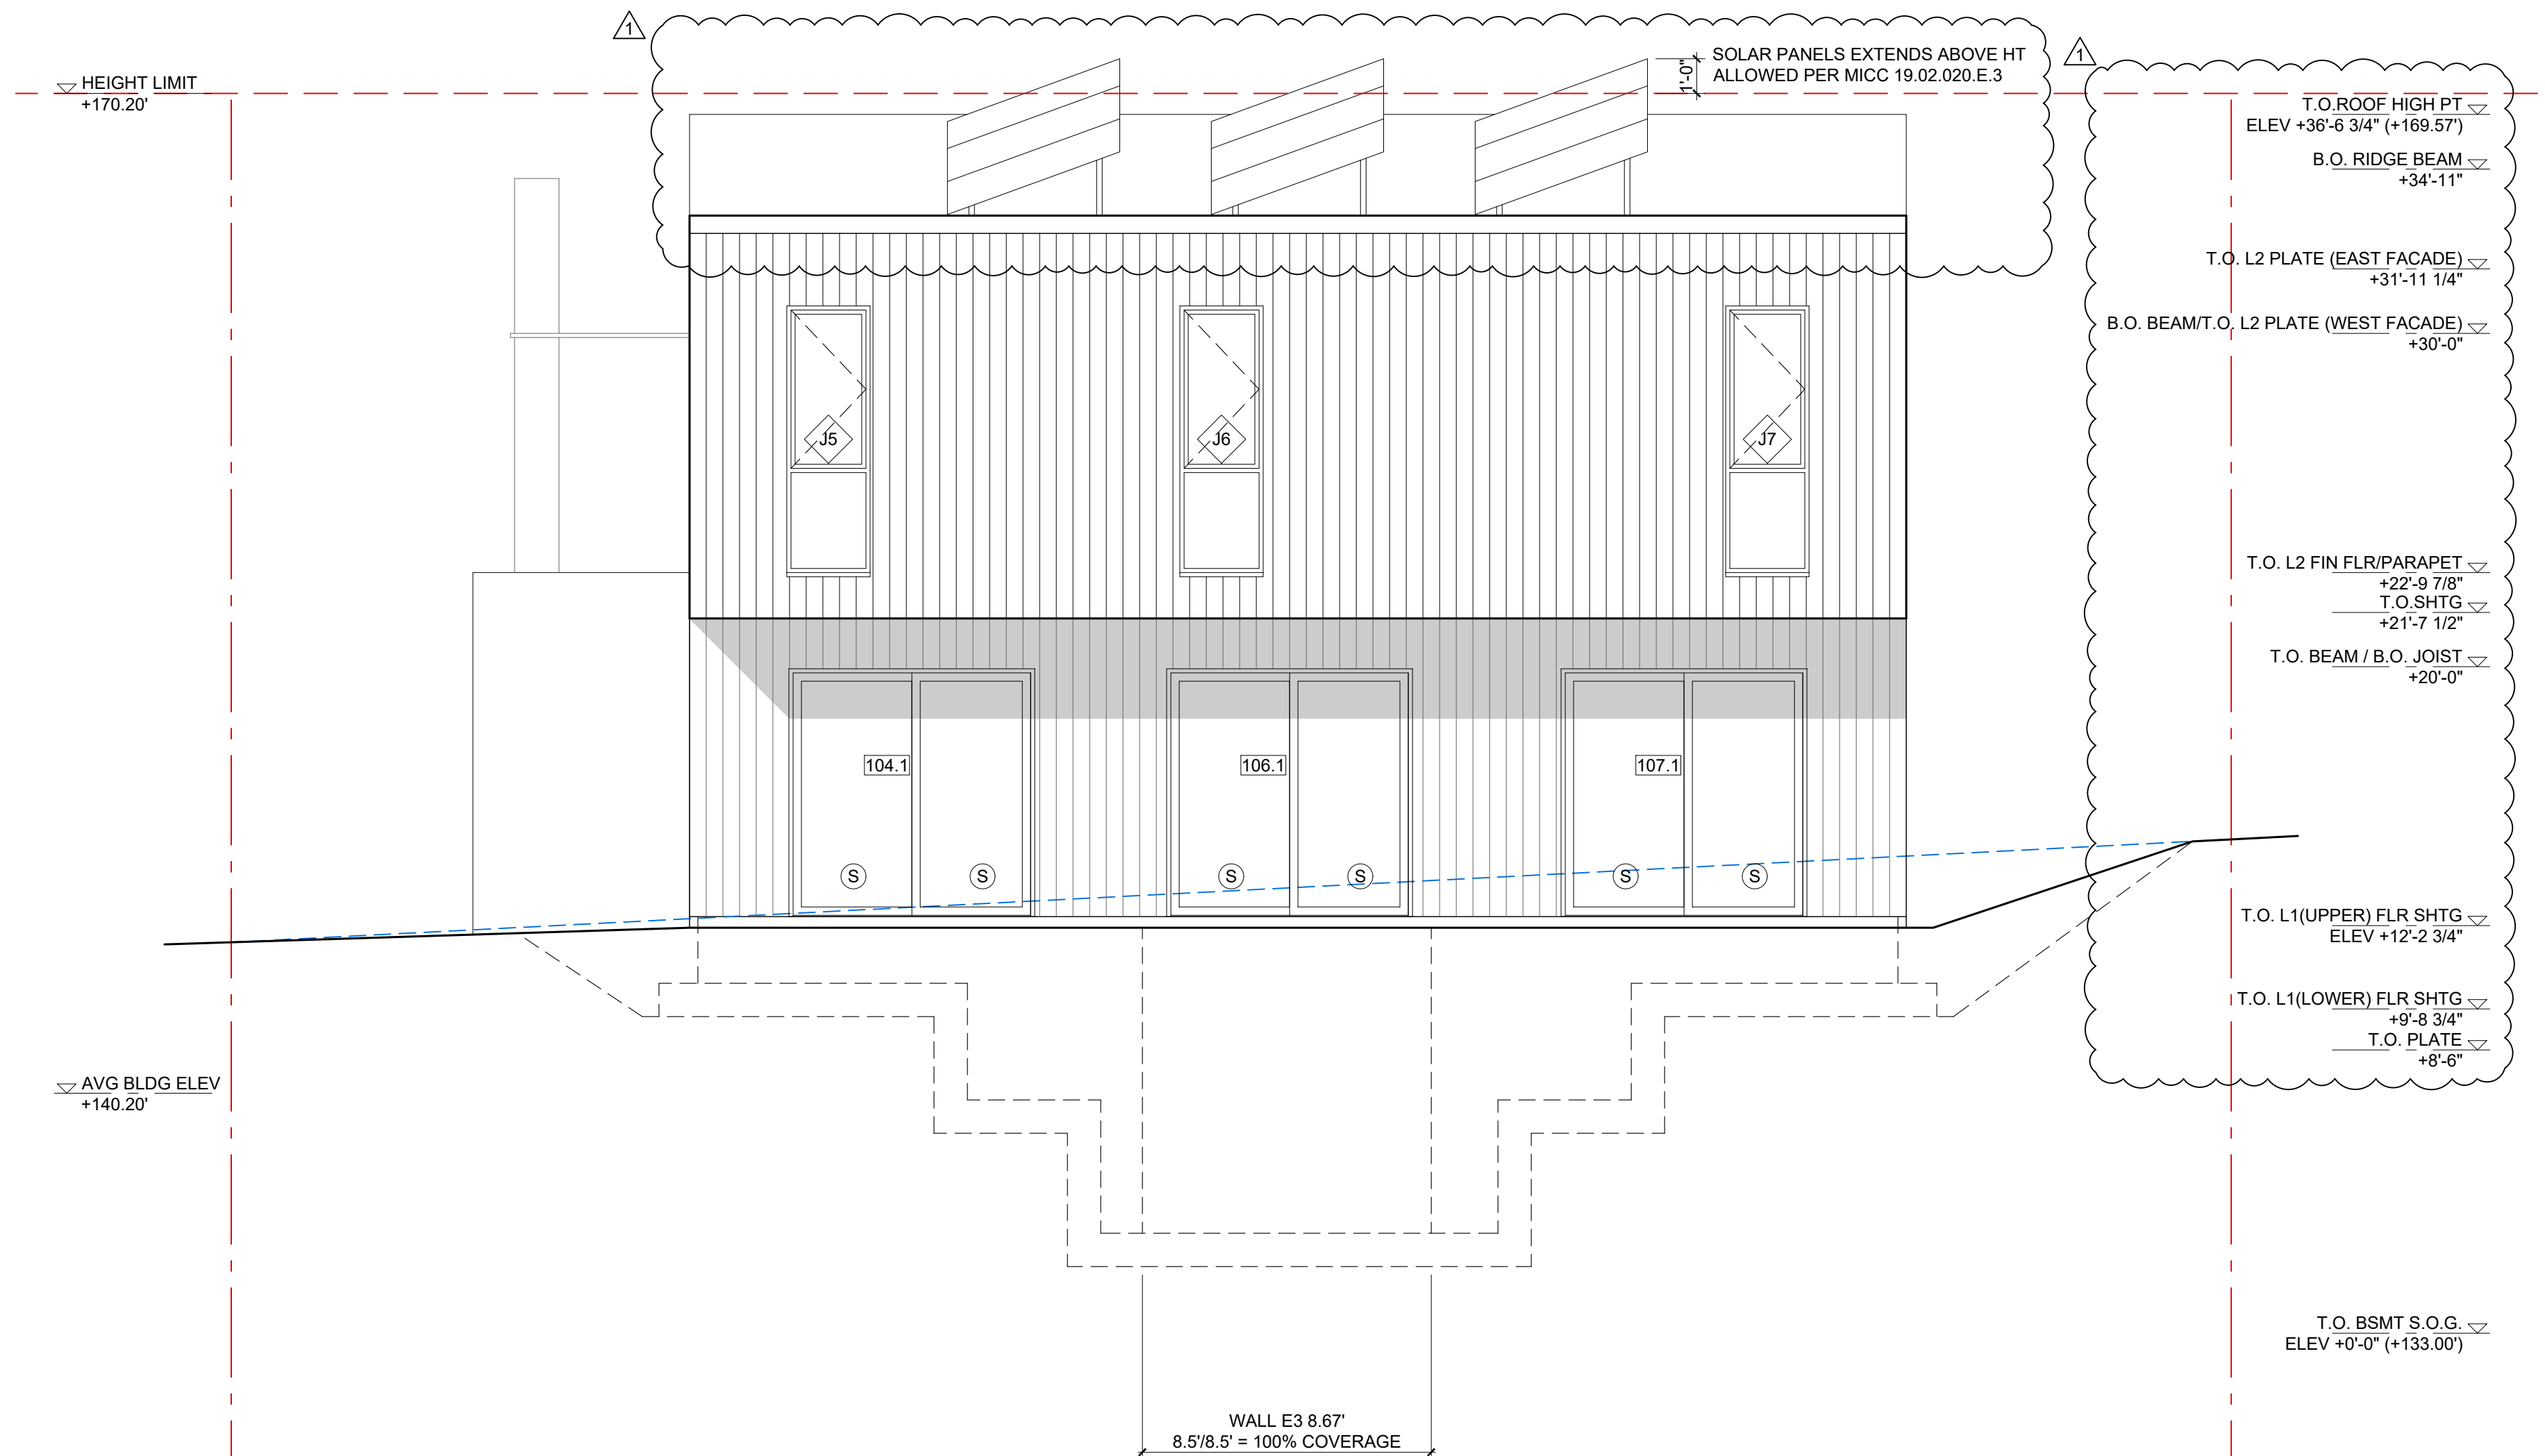 1
1
SOLAR PANELS EXTENDS ABOVE HT
ALLOWED PER MICC 19.02.020.E.3
1'-0"
HEIGHT LIMIT
+170.20'
T.O.ROOF HIGH PT
ELEV +36'-6 3/4" (+169.57')
B.O. RIDGE BEAM
+34'-11"
T.O. L2 PLATE (EAST FACADE)
+31'-11 1/4"
B.O. BEAM/T.O. L2 PLATE (WEST FACADE)
+30'-0"
J5
J6
J7
T.O. L2 FIN FLR/PARAPET
+22'-9 7/8"
T.O.SHTG
+21'-7 1/2"
T.O. BEAM / B.O. JOIST
+20'-0"
104.1
106.1
107.1
S
S
S
S
S
S
T.O. L1(UPPER) FLR SHTG
ELEV +12'-2 3/4"
T.O. L1(LOWER) FLR SHTG
+9'-8 3/4"
T.O. PLATE
+8'-6"
AVG BLDG ELEV
+140.20'
T.O. BSMT S.O.G.
ELEV +0'-0" (+133.00')
WALL E3 8.67'
8.5'/8.5' = 100% COVERAGE